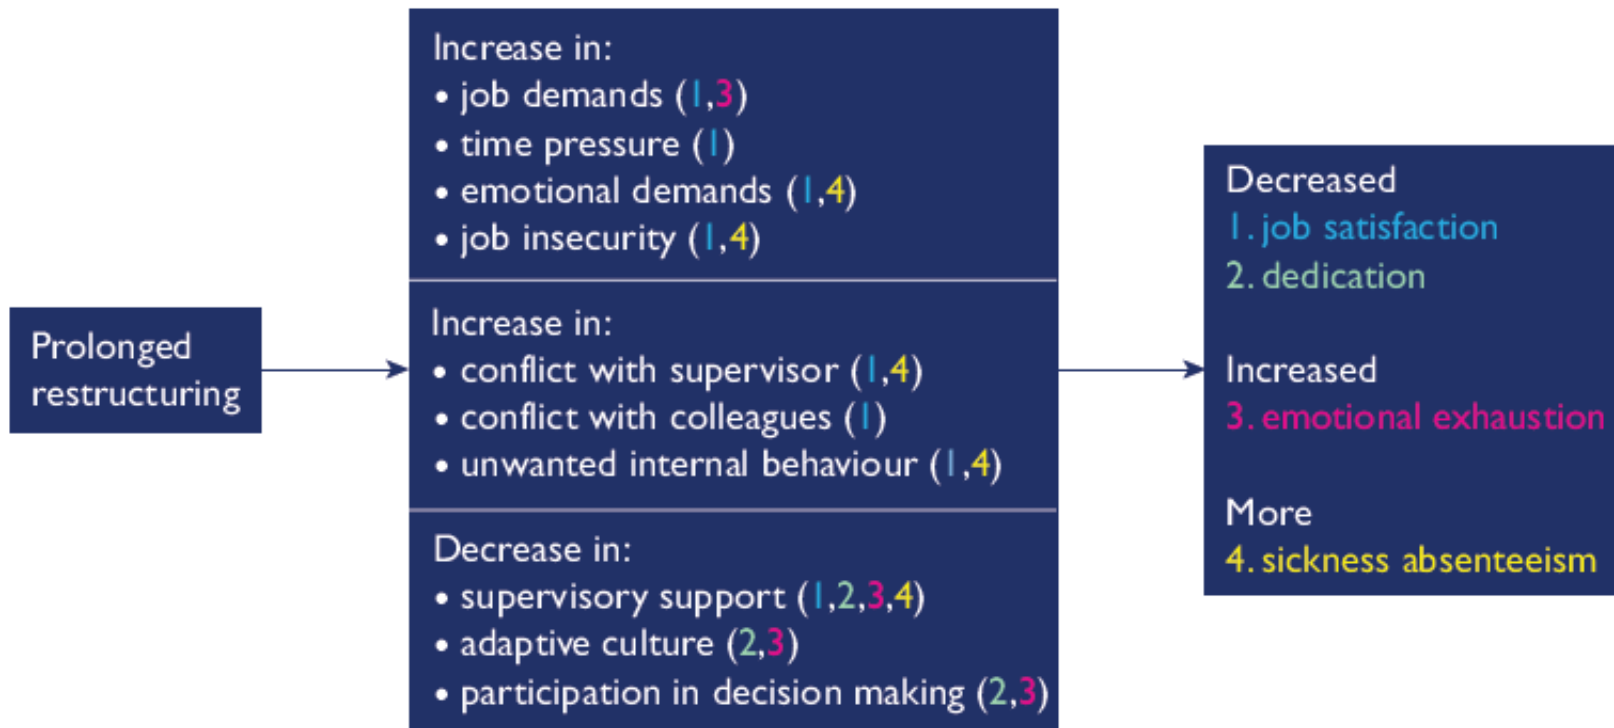 Prolonged
restructuring
Increase in:
• job demands (1,3)
• time pressure (1)
• emotional demands (1,4)
• job insecurity (1,4)
Increase in:
• conflict with supervisor (1,4)
• conflict with colleagues (1)
• unwanted internal behaviour (1,4)
Decrease in:
• supervisory support (1,2,3,4)
• adaptive culture (2,3)
• participation in decision making (2,3)
Decreased
1. job satisfaction
2. dedication
Increased
3. emotional exhaustion
More
4. sickness absenteeism